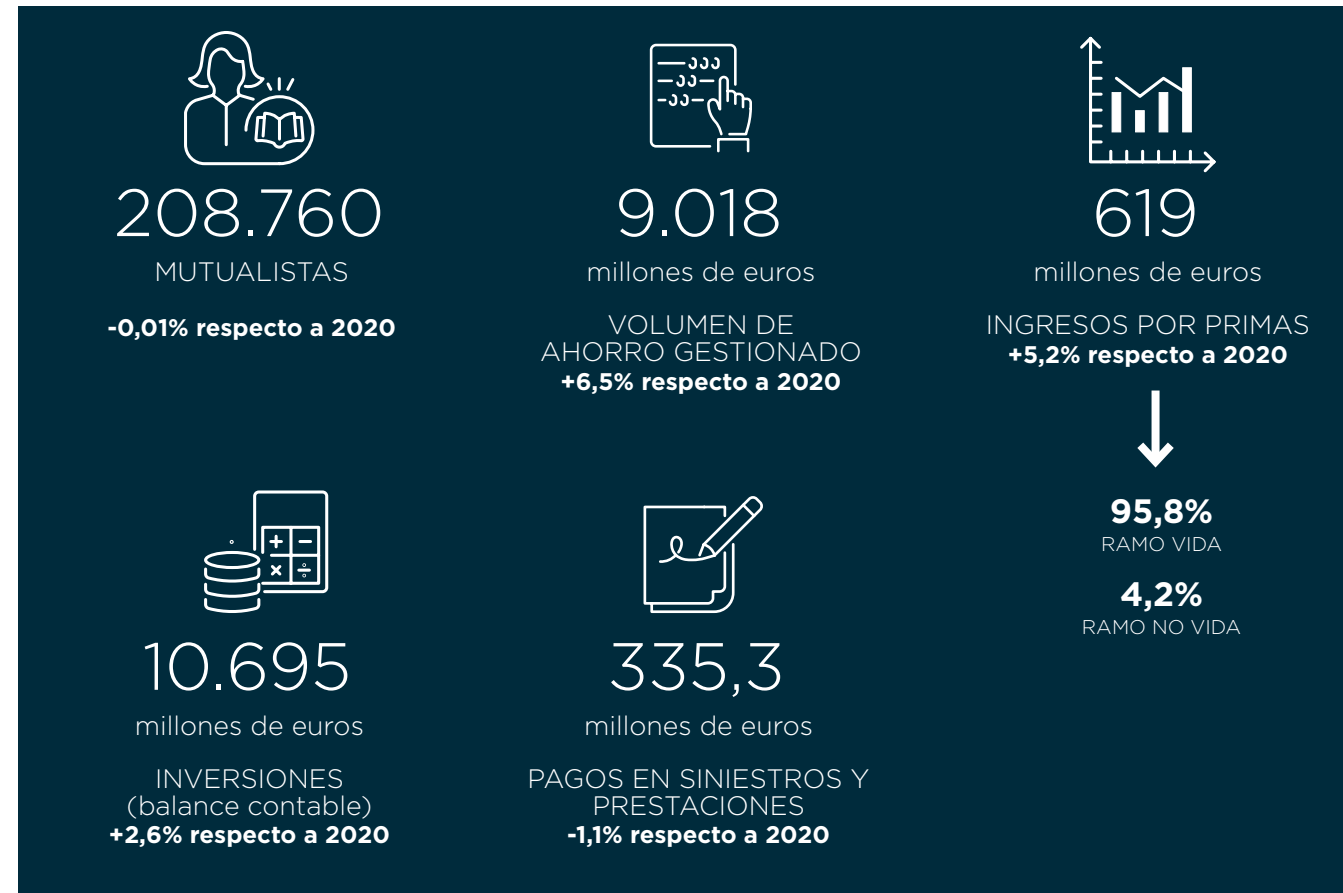 208.760
MUTUALISTAS
-0,01% respecto a 2020
9.018
millones de euros
VOLUMEN DE
AHORRO GESTIONADO
+6,5% respecto a 2020
619
millones de euros
INGRESOS POR PRIMAS
+5,2% respecto a 2020
95,8%
RAMO VIDA
4,2%
RAMO NO VIDA
10.695
millones de euros
INVERSIONES
(balance contable)
+2,6% respecto a 2020
335,3
millones de euros
PAGOS EN SINIESTROS Y
PRESTACIONES
-1,1% respecto a 2020